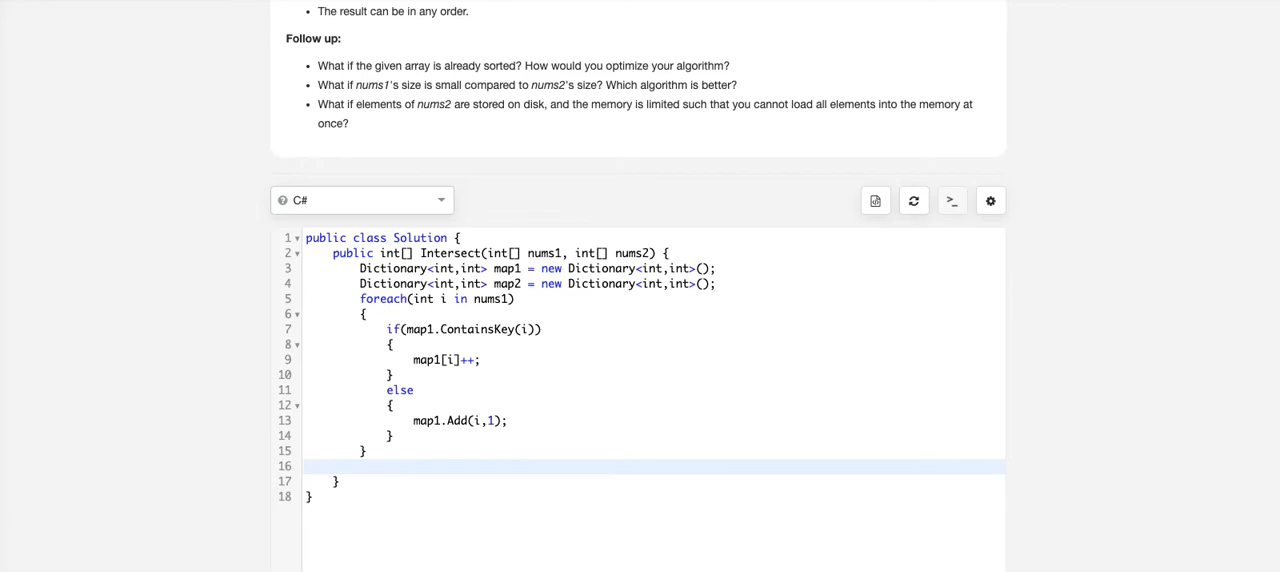 • The result can be in any order.
Follow up:
• What if the given array is already sorted? How would you optimize your algorithm?
• What if nums1's size is small compared to nums2's size? Which algorithm is better?
• What if elements of nums2 are stored on disk, and the memory is limited such that you cannot load all elements into the memory at
once?
C#
>_
1 public class Solution {
2 public int[] Intersect(int[] nums1, int[] nums2) {
3 Dictionary<int,int> map1 = new Dictionary<int,int>();
4 Dictionary<int,int> map2 = new Dictionary<int,int>();
5 foreach(int i in nums1)
6 {
7 if(map1.ContainsKey(i))
8 {
9 map1[i]++;
10 }
11 else
12 {
13 map1.Add(i,1);
14 }
15 }
16
17 }
18 }